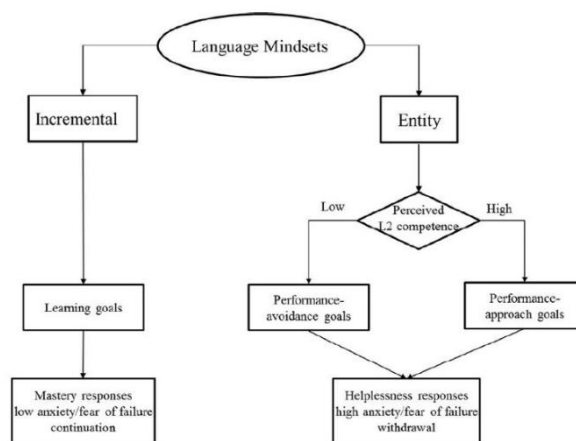 Language Mindsets
Incremental
Entity
Low
Perceived
L2 competence
High
Learning goals
Performance-
avoidance goals
Performance-
approach goals
Mastery responses
low anxiety/fear of failure
continuation
Helplessness responses
high anxiety/fear of failure
withdrawal